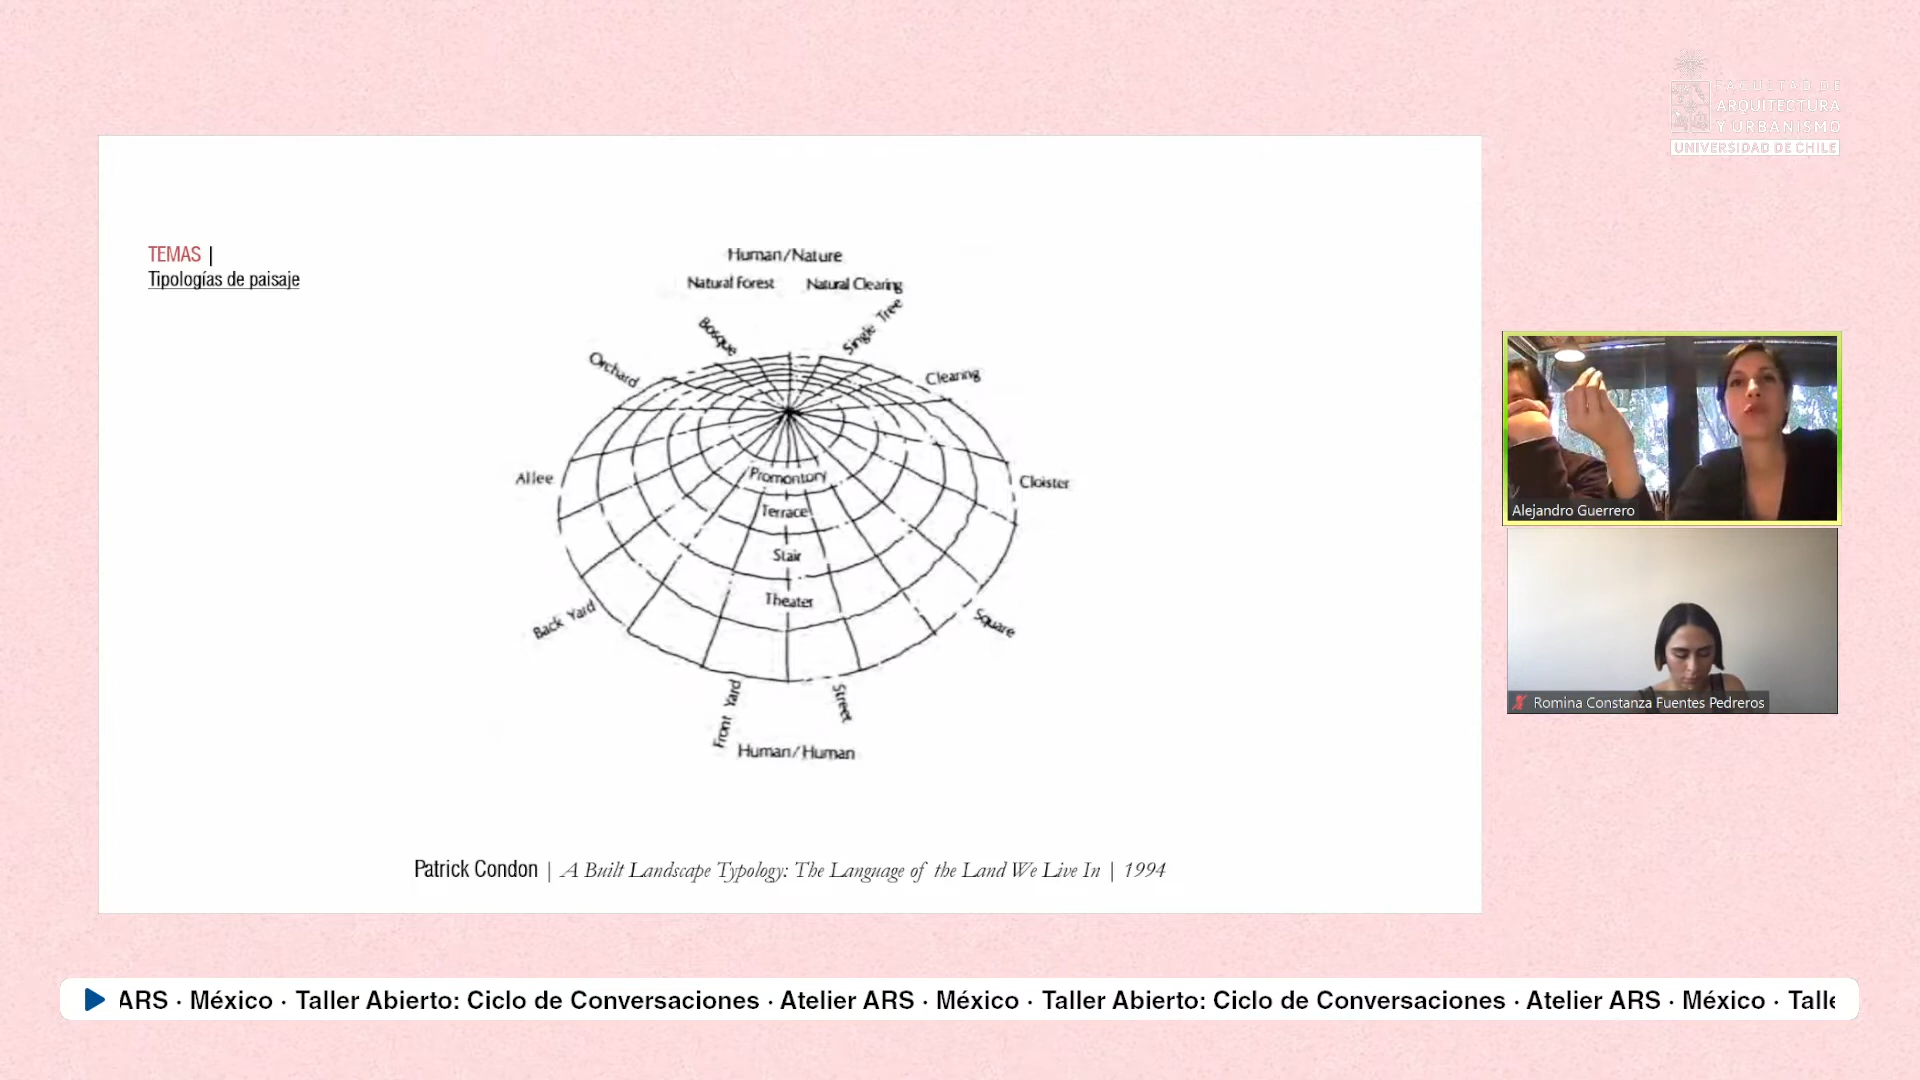 FACULTAD DE
ARQUITECTURA
Y URBANISMO
UNIVERSIDAD DE CHILE
TEMAS |
Tipologías de paisaje
Human/Nature
Natural Forest
Natural Clearing
Bosque
Single Tree
Orchard
Clearing
Allee
Cloister
Promontory
Terrace
Stair
Theater
Back Yard
Square
Front Yard
Street
Human/Human
Patrick Condon | A Built Landscape Typology: The Language of the Land We Live In | 1994
Alejandro Guerrero
Romina Constanza Fuentes Pedreros
ARS · México · Taller Abierto: Ciclo de Conversaciones · Atelier ARS · México · Taller Abierto: Ciclo de Conversaciones · Atelier ARS · México · Talle